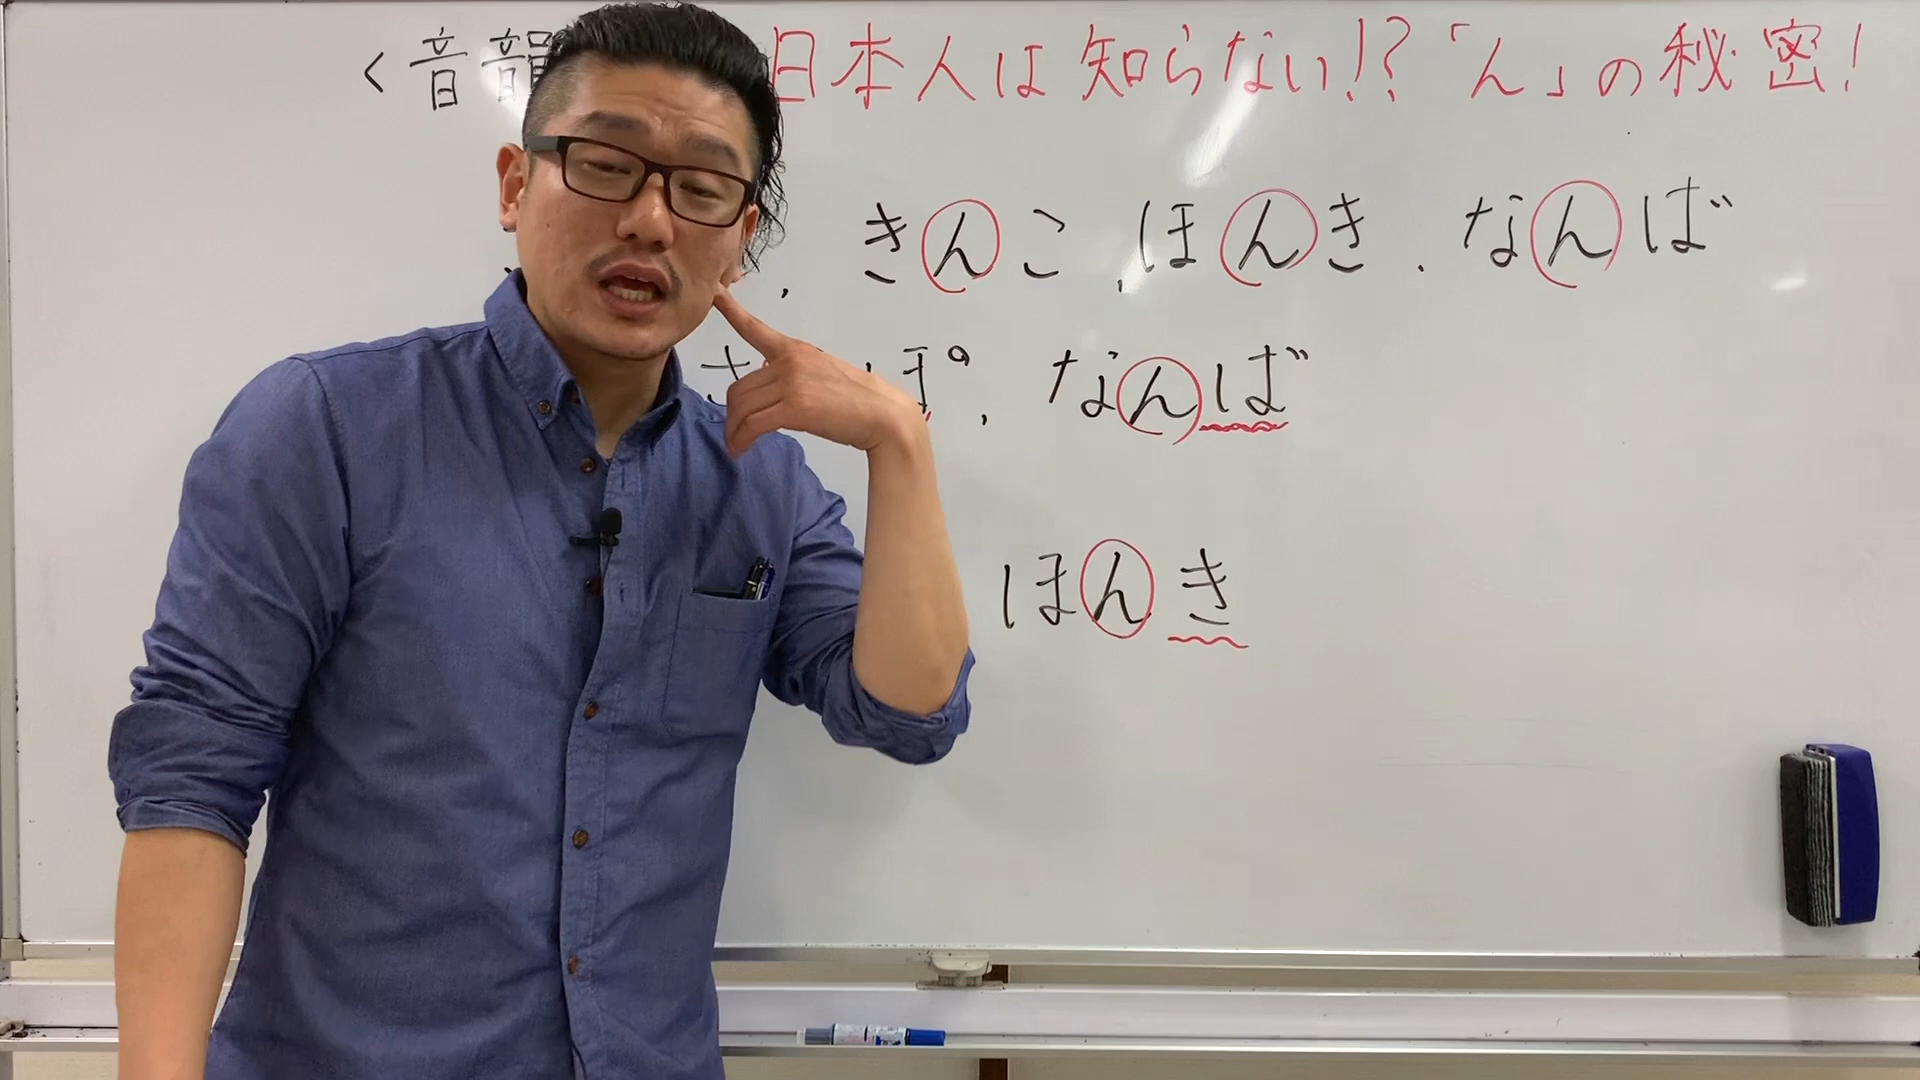 <音韻 日本人は知らない!?「ん」の秘密!
、きんこ、ほんき、なんば
さ ぽ、なんば
ほんき